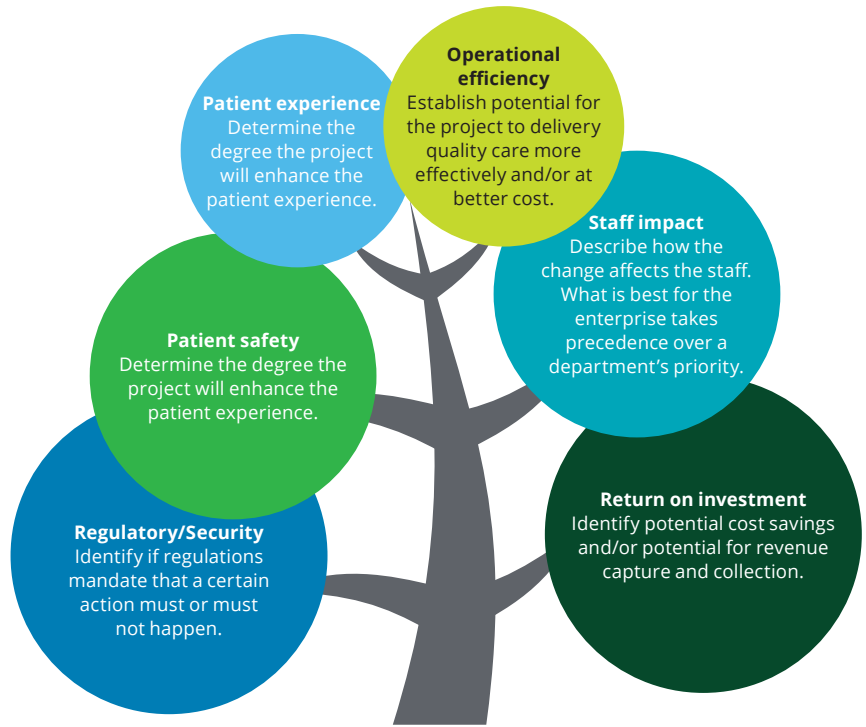 Patient experience
Determine the
degree the project
will enhance the
patient experience.
Operational
efficiency
Establish potential for
the project to delivery
quality care more
effectively and/or at
better cost.
Staff impact
Describe how the
change affects the staff.
What is best for the
enterprise takes
precedence over a
department’s priority.
Patient safety
Determine the degree the
project will enhance the
patient experience.
Return on investment
Identify potential cost savings
and/or potential for revenue
capture and collection.
Regulatory/Security
Identify if regulations
mandate that a certain
action must or must
not happen.